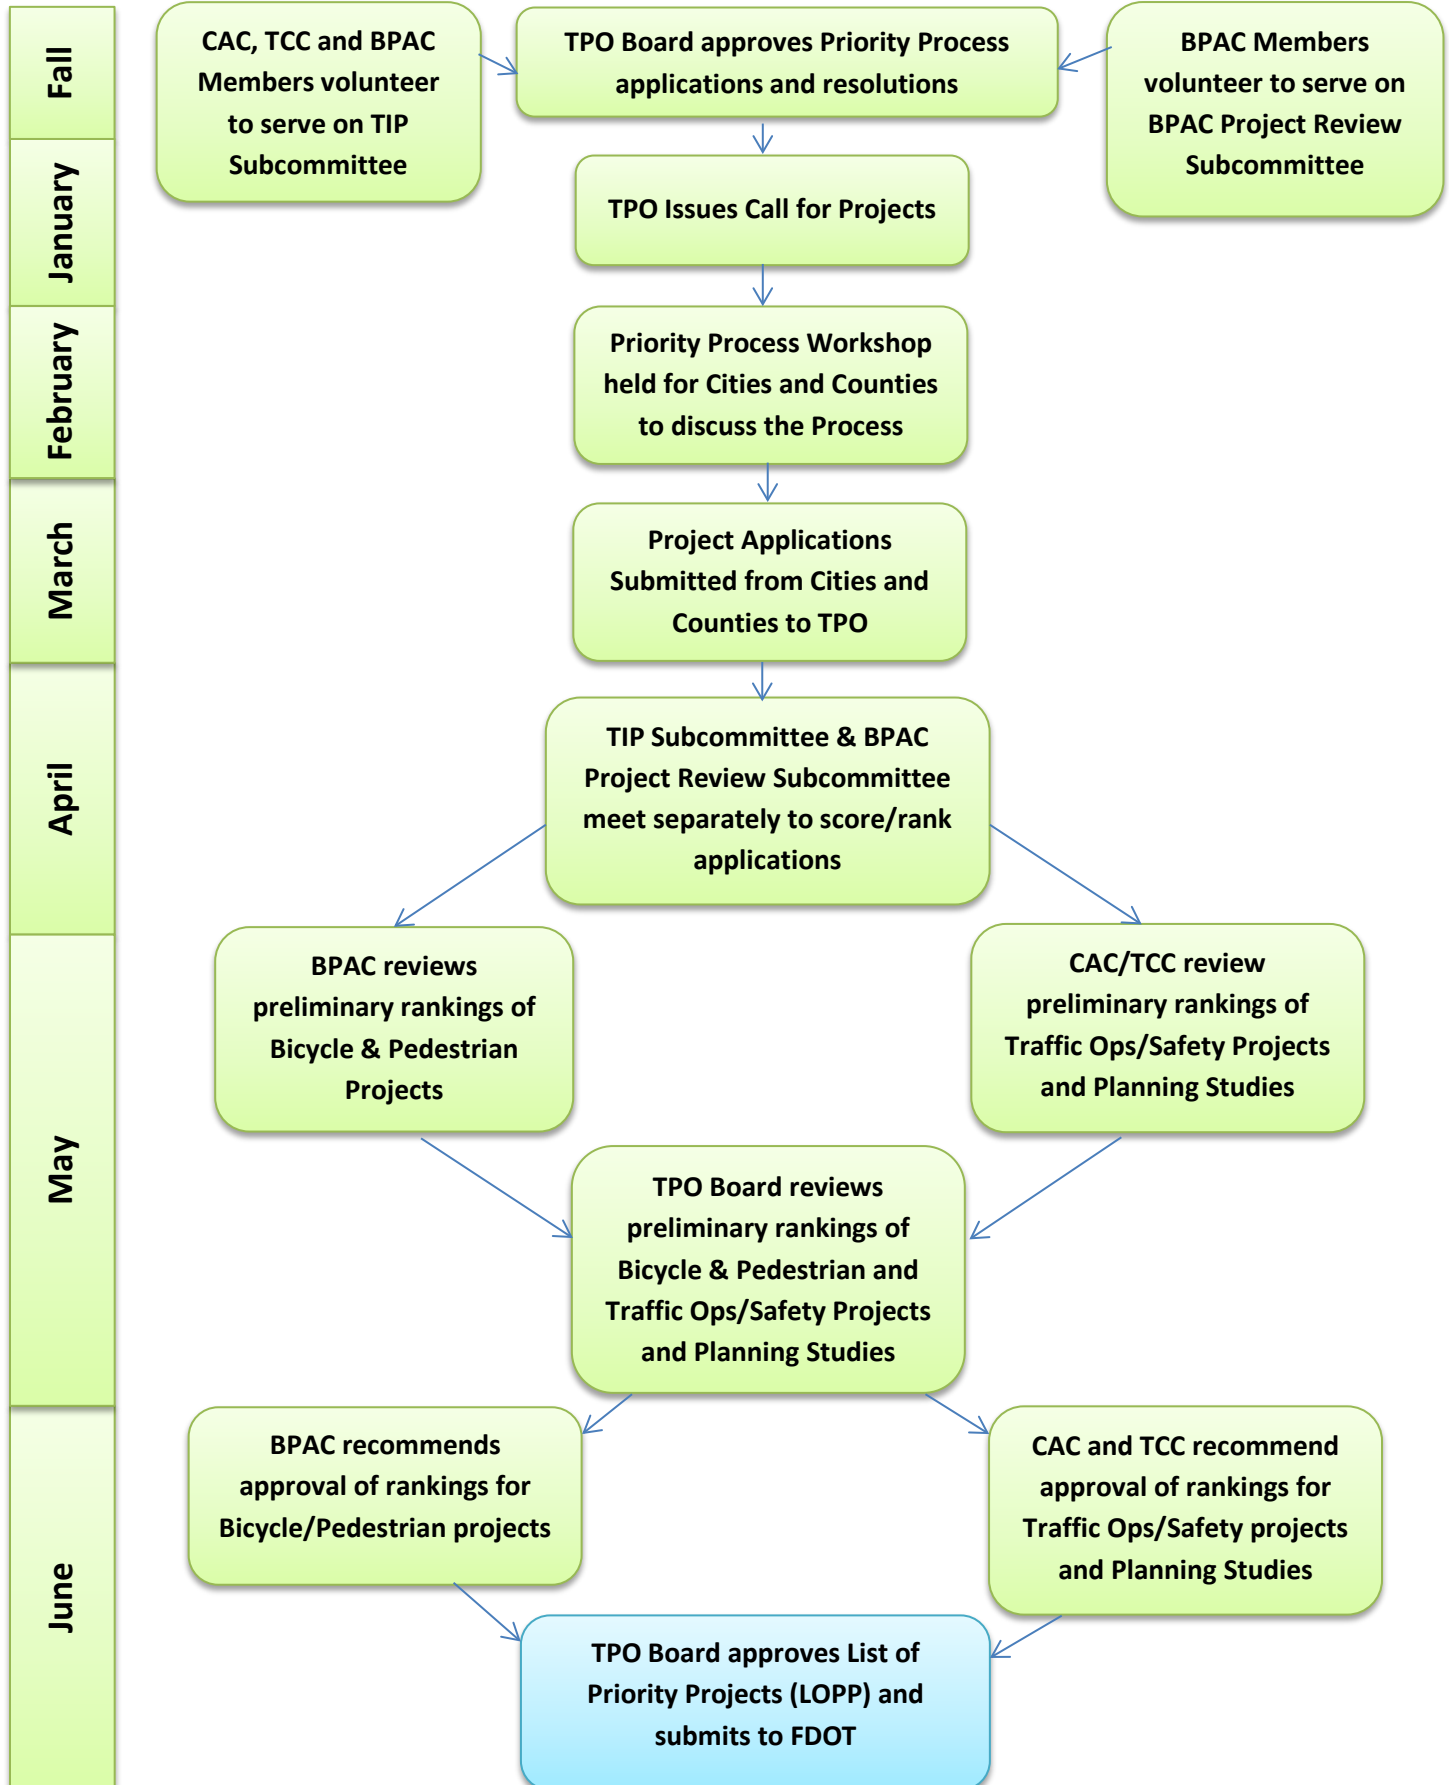 Fall
CAC, TCC and BPAC
Members volunteer
to serve on TIP
Subcommittee
TPO Board approves Priority Process
applications and resolutions
BPAC Members
volunteer to serve on
BPAC Project Review
Subcommittee
January
TPO Issues Call for Projects
February
Priority Process Workshop
held for Cities and Counties
to discuss the Process
March
Project Applications
Submitted from Cities and
Counties to TPO
April
TIP Subcommittee & BPAC
Project Review Subcommittee
meet separately to score/rank
applications
May
BPAC reviews
preliminary rankings of
Bicycle & Pedestrian
Projects
CAC/TCC review
preliminary rankings of
Traffic Ops/Safety Projects
and Planning Studies
TPO Board reviews
preliminary rankings of
Bicycle & Pedestrian and
Traffic Ops/Safety Projects
and Planning Studies
June
BPAC recommends
approval of rankings for
Bicycle/Pedestrian projects
CAC and TCC recommend
approval of rankings for
Traffic Ops/Safety projects
and Planning Studies
TPO Board approves List of
Priority Projects (LOPP) and
submits to FDOT